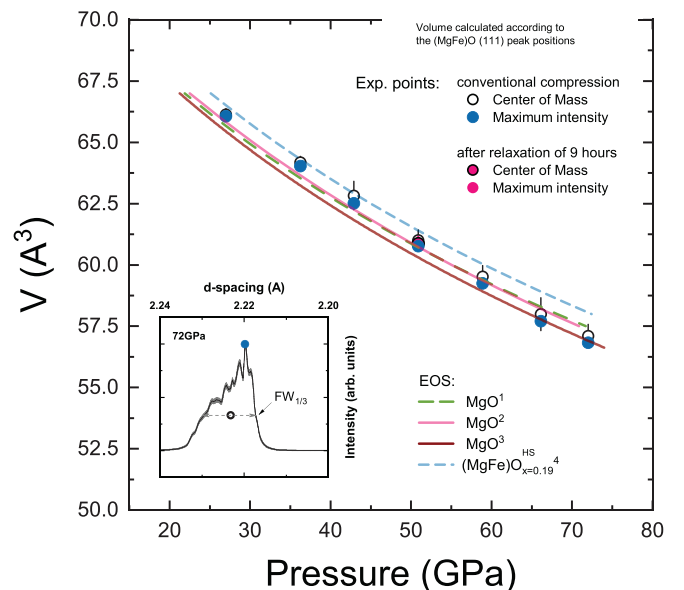 Volume calculated according to
the (MgFe)O (111) peak positions
Exp. points:
conventional compression
Center of Mass
Maximum intensity
after relaxation of 9 hours
Center of Mass
Maximum intensity
V (A³)
70.0
67.5
65.0
62.5
60.0
57.5
55.0
52.5
50.0
d-spacing (A)
2.24 2.22 2.20
72GPa
FW1/3
Intensity (arb. units)
EOS:
MgO¹
MgO²
MgO³
(MgFe)O HS x=0.19 4
20 30 40 50 60 70 80
Pressure (GPa)